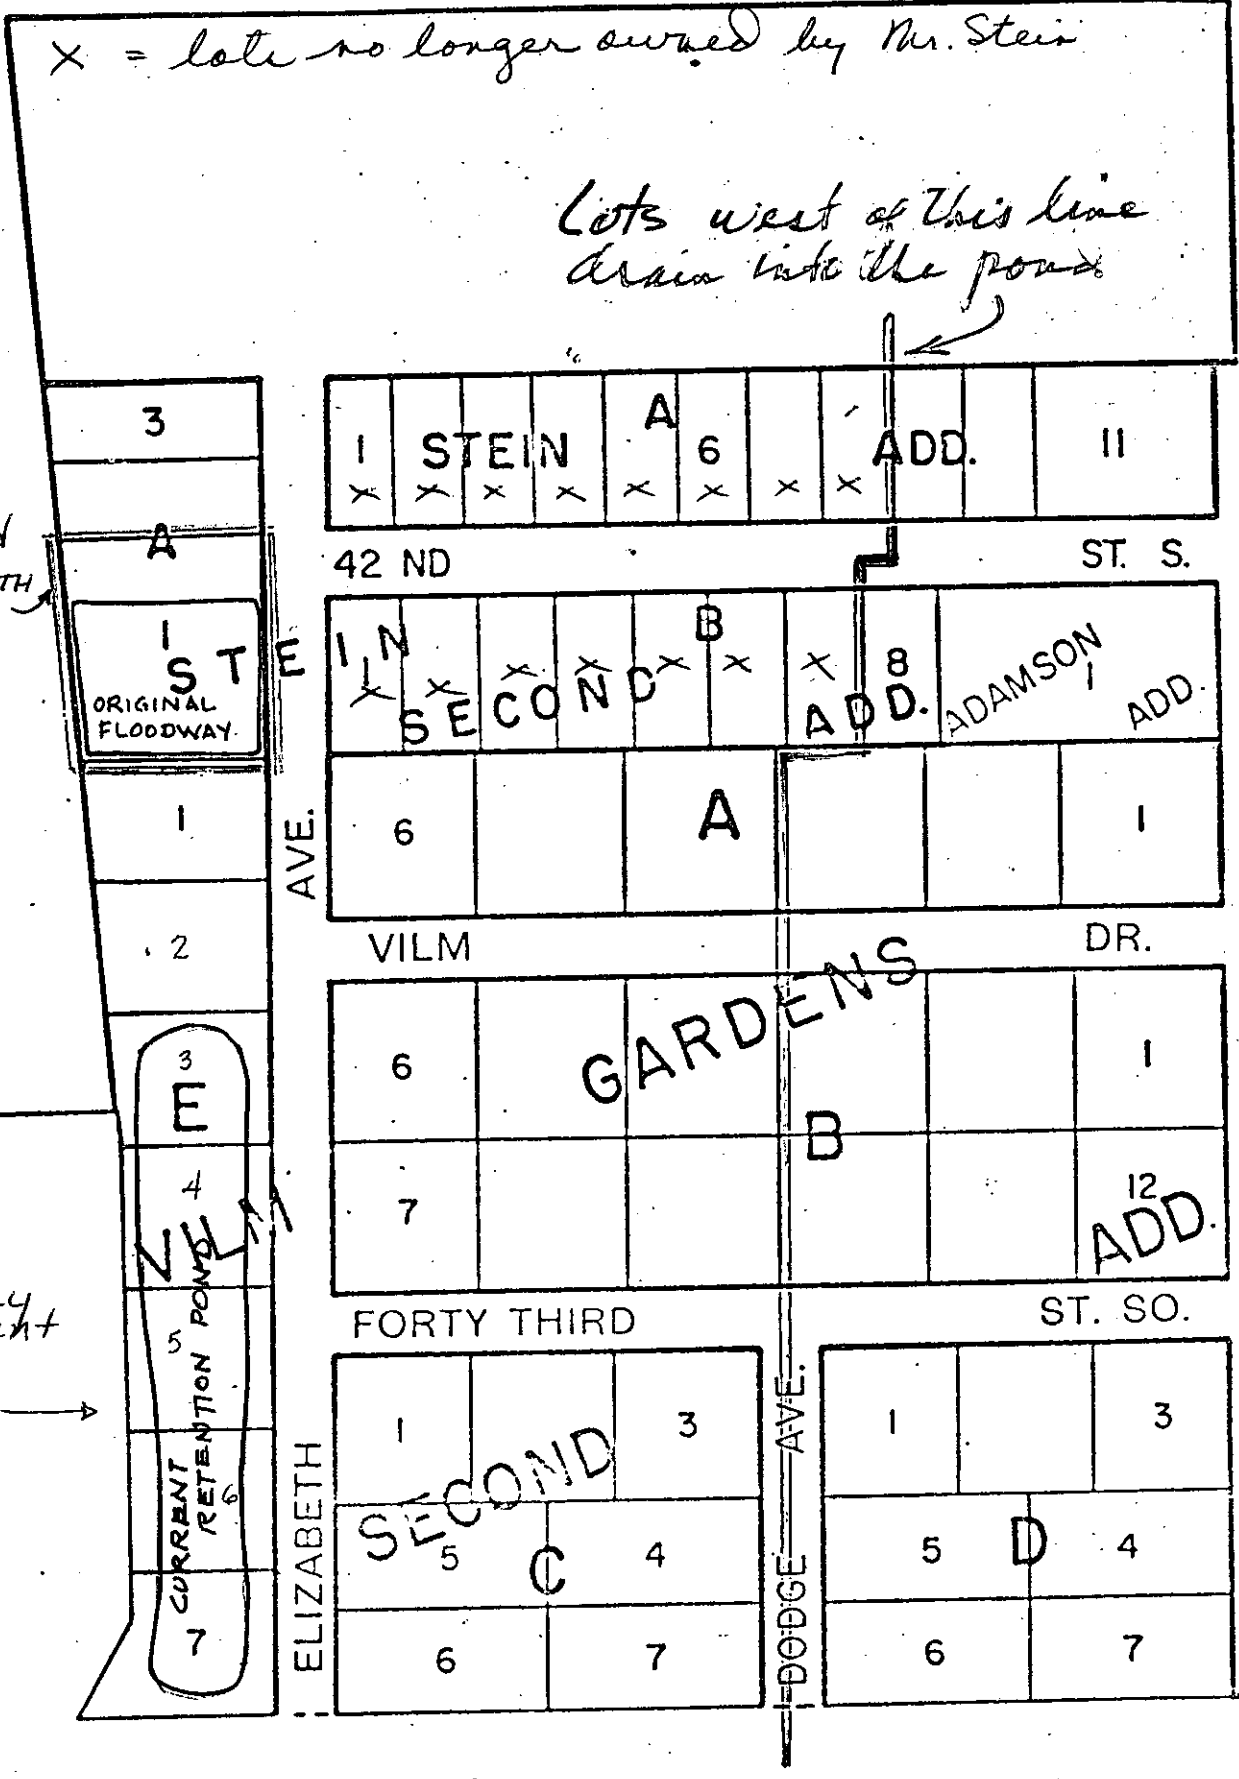 X = lots no longer owned by Mr. Stein
Lots west of this line
drain into the pond
3
A
1
STEIN
ORIGINAL
FLOODWAY
TH
1 STEIN A 6 ADD. 11
X X X X X X X X
42 ND ST. S.
1 B 8
X X X X X X X
SECOND ADD.
ADAMSON
1
ADD.
1
2
AVE.
6 A 1
VILM DR.
GARDENS
6 1
B
7 12
ADD.
3
E
4
VILM
5
6
7
CURRENT
RETENTION POND
FORTY THIRD ST. SO.
ELIZABETH
1 3
SECOND
5 C 4
6 7
DODGE AVE.
1 3
5 D 4
6 7